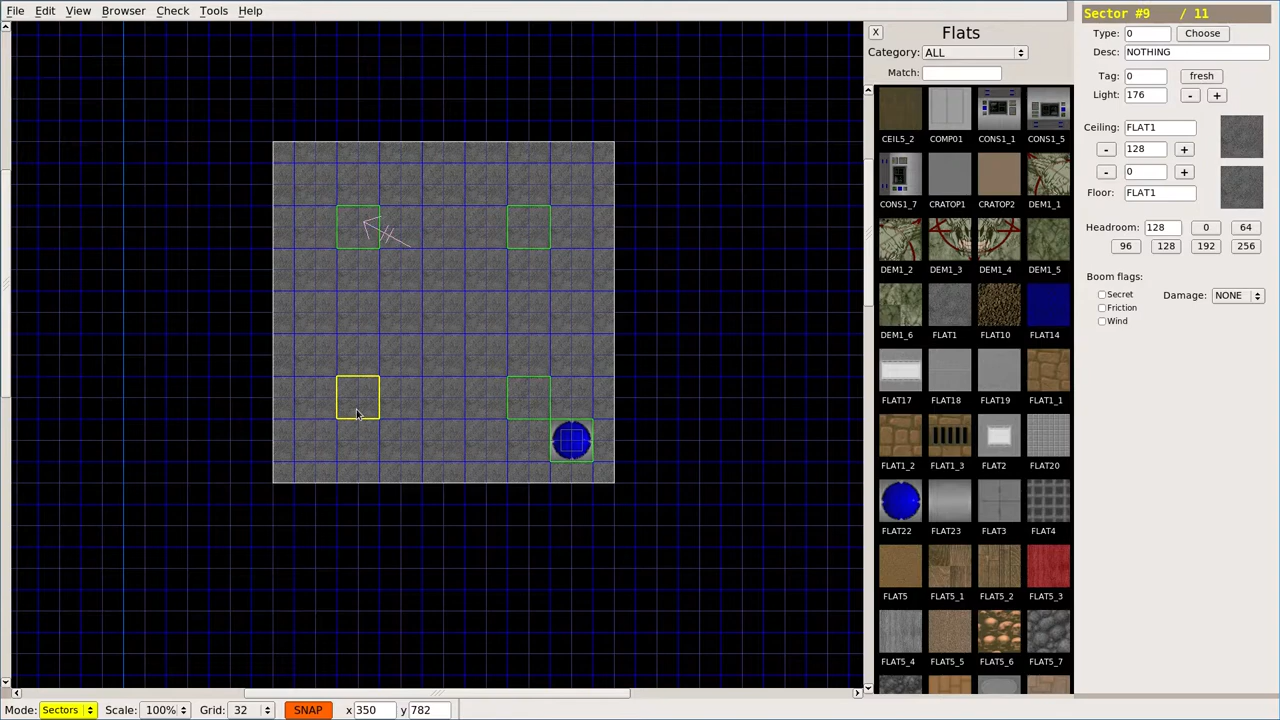 File Edit View Browser Check Tools Help
X Flats
Category: ALL
Match:
CEIL5_2 COMP01 CONS1_1 CONS1_5
CONS1_7 CRATOP1 CRATOP2 DEM1_1
DEM1_2 DEM1_3 DEM1_4 DEM1_5
DEM1_6 FLAT1 FLAT10 FLAT14
FLAT17 FLAT18 FLAT19 FLAT1_1
FLAT1_2 FLAT1_3 FLAT2 FLAT20
FLAT22 FLAT23 FLAT3 FLAT4
FLAT5 FLAT5_1 FLAT5_2 FLAT5_3
FLAT5_4 FLAT5_5 FLAT5_6 FLAT5_7
Sector #9 / 11
Type: 0 Choose
Desc: NOTHING
Tag: 0 fresh
Light: 176 - +
Ceiling: FLAT1
- 128 +
- 0 +
Floor: FLAT1
Headroom: 128 0 64
96 128 192 256
Boom flags:
Secret Damage: NONE
Friction
Wind
Mode: Sectors Scale: 100% Grid: 32 SNAP x 350 y 782